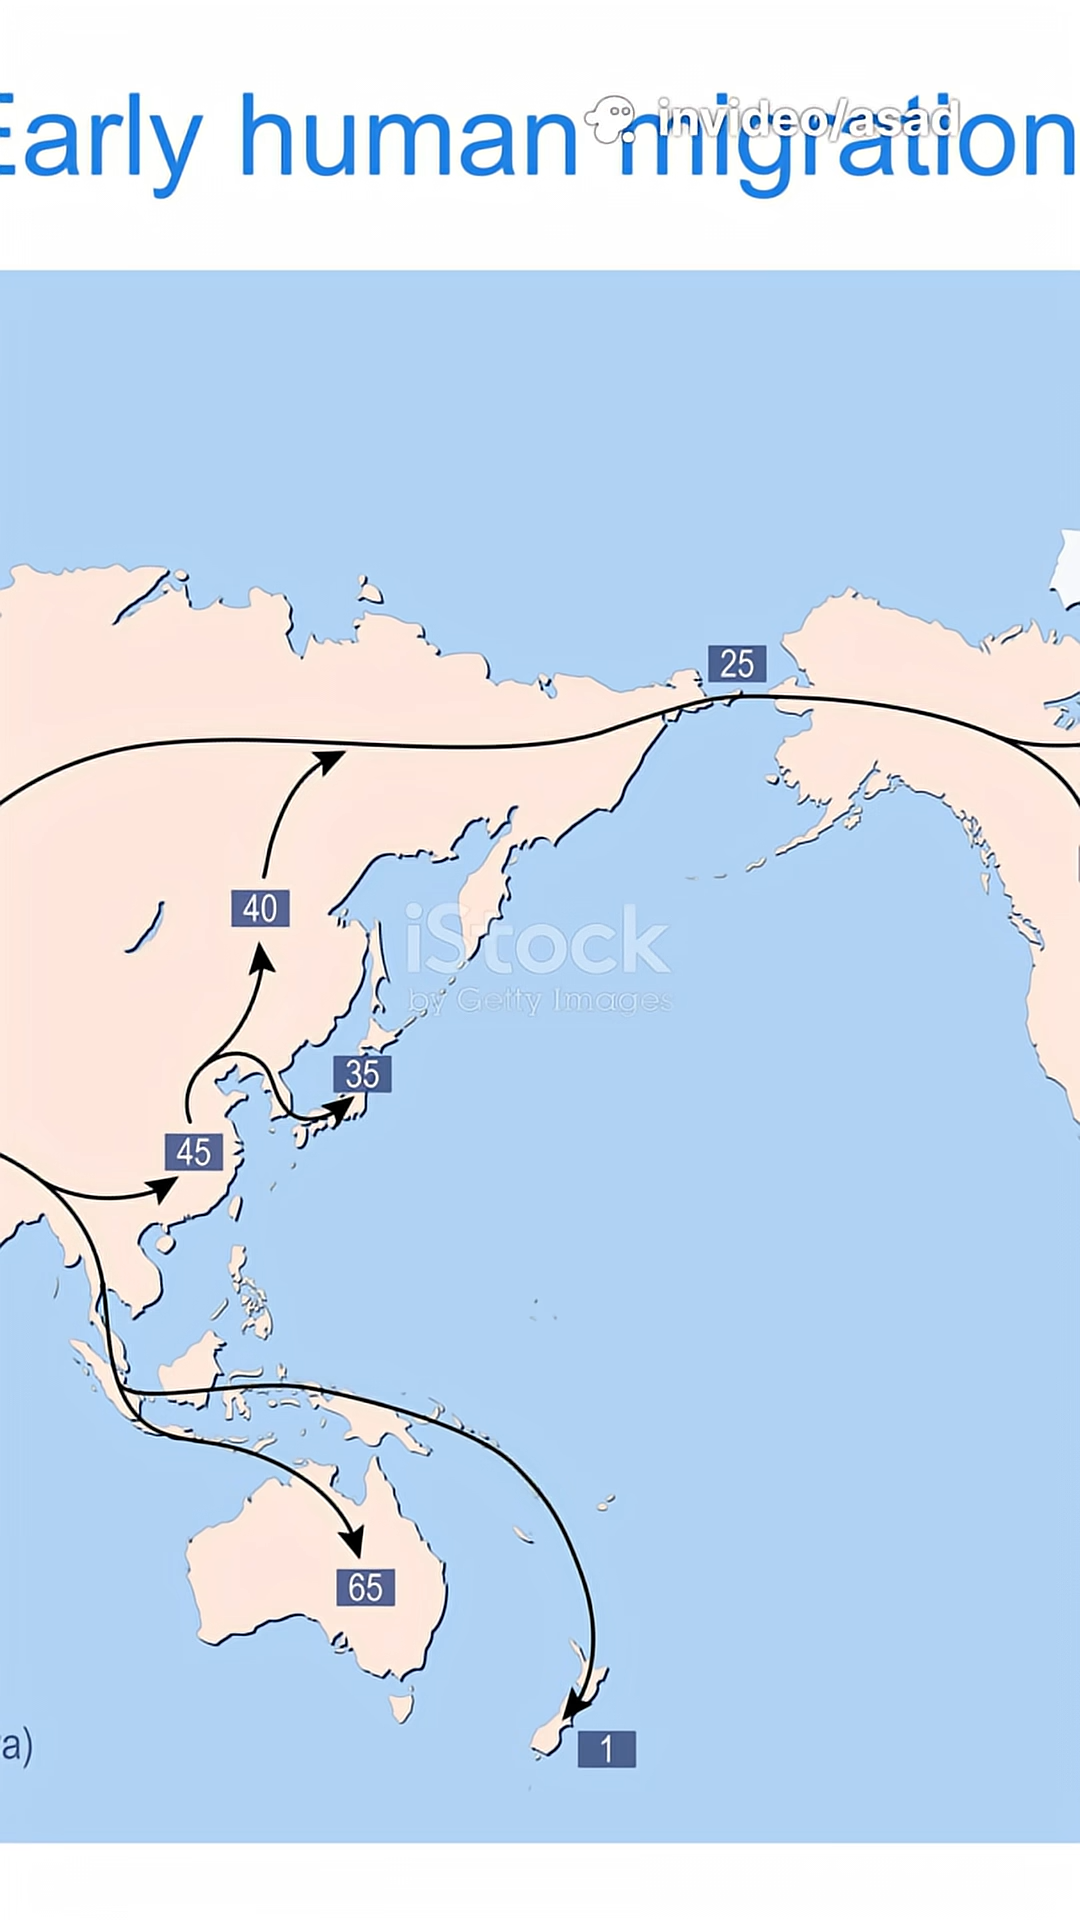 Early human migration
invideo/asad
25
40
iStock
by Getty Images
35
45
65
a)
1